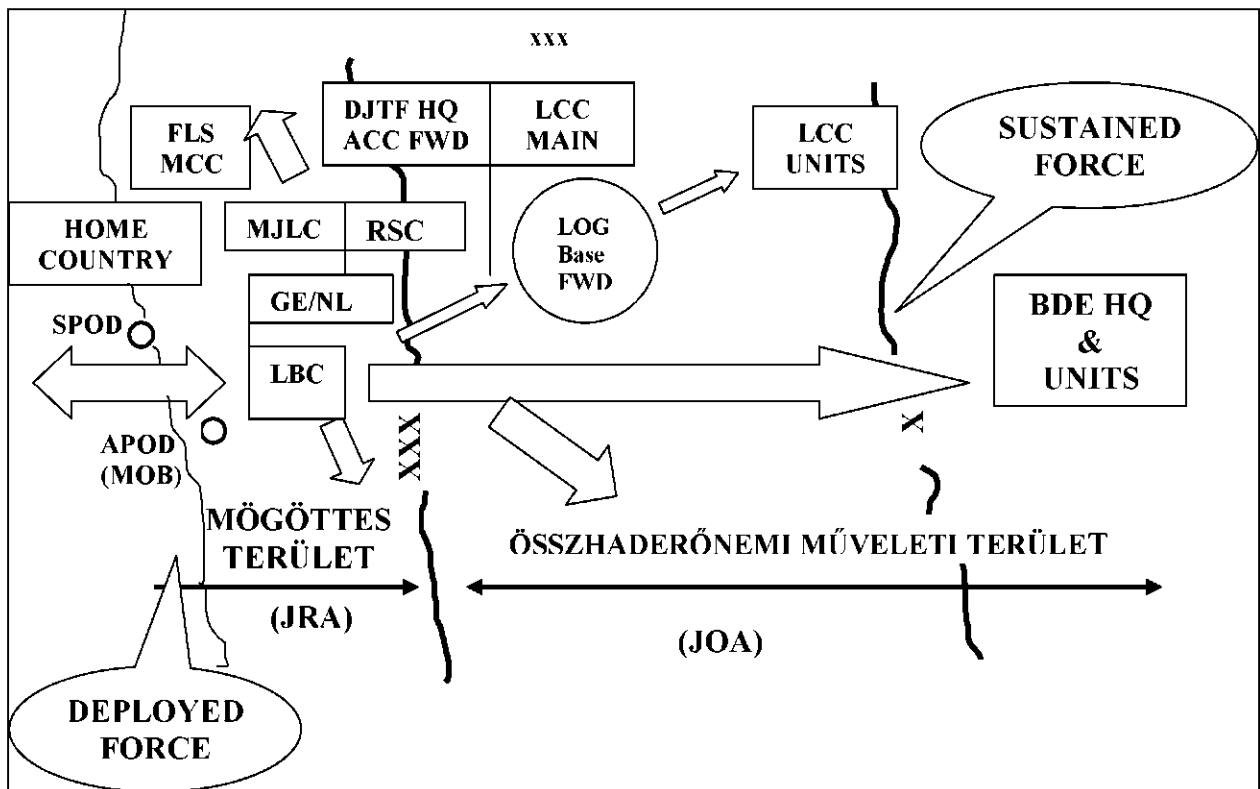 xxx
DJTF HQ
ACC FWD
LCC
MAIN
FLS
MCC
LCC
UNITS
SUSTAINED
FORCE
HOME
COUNTRY
MJLC
RSC
LOG
Base
FWD
GE/NL
BDE HQ
&
UNITS
SPOD
LBC
APOD
(MOB)
XXX
X
MÖGÖTTES
TERÜLET
ÖSSZHADERŐNEMI MŰVELETI TERÜLET
(JRA)
(JOA)
DEPLOYED
FORCE